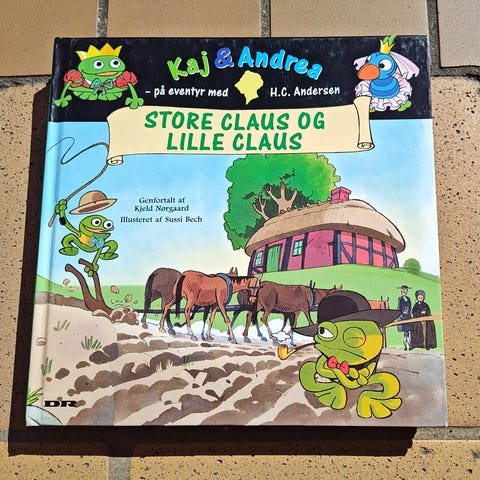 Kaj & Andrea
– på eventyr med H.C. Andersen
STORE CLAUS OG
LILLE CLAUS
Genfortalt af
Kjeld Nørgaard
Illustreret af Sussi Bech
DR